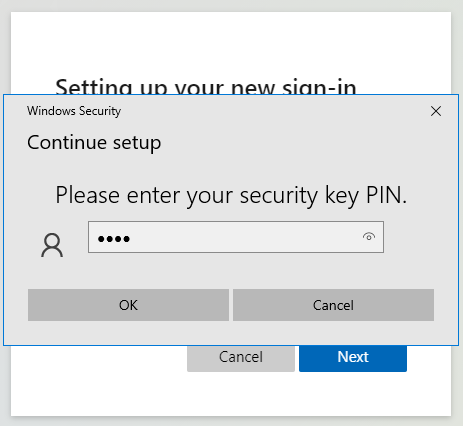 Setting up your new sign-in
Windows Security
Continue setup
Please enter your security key PIN.
••••
OK Cancel
Cancel Next